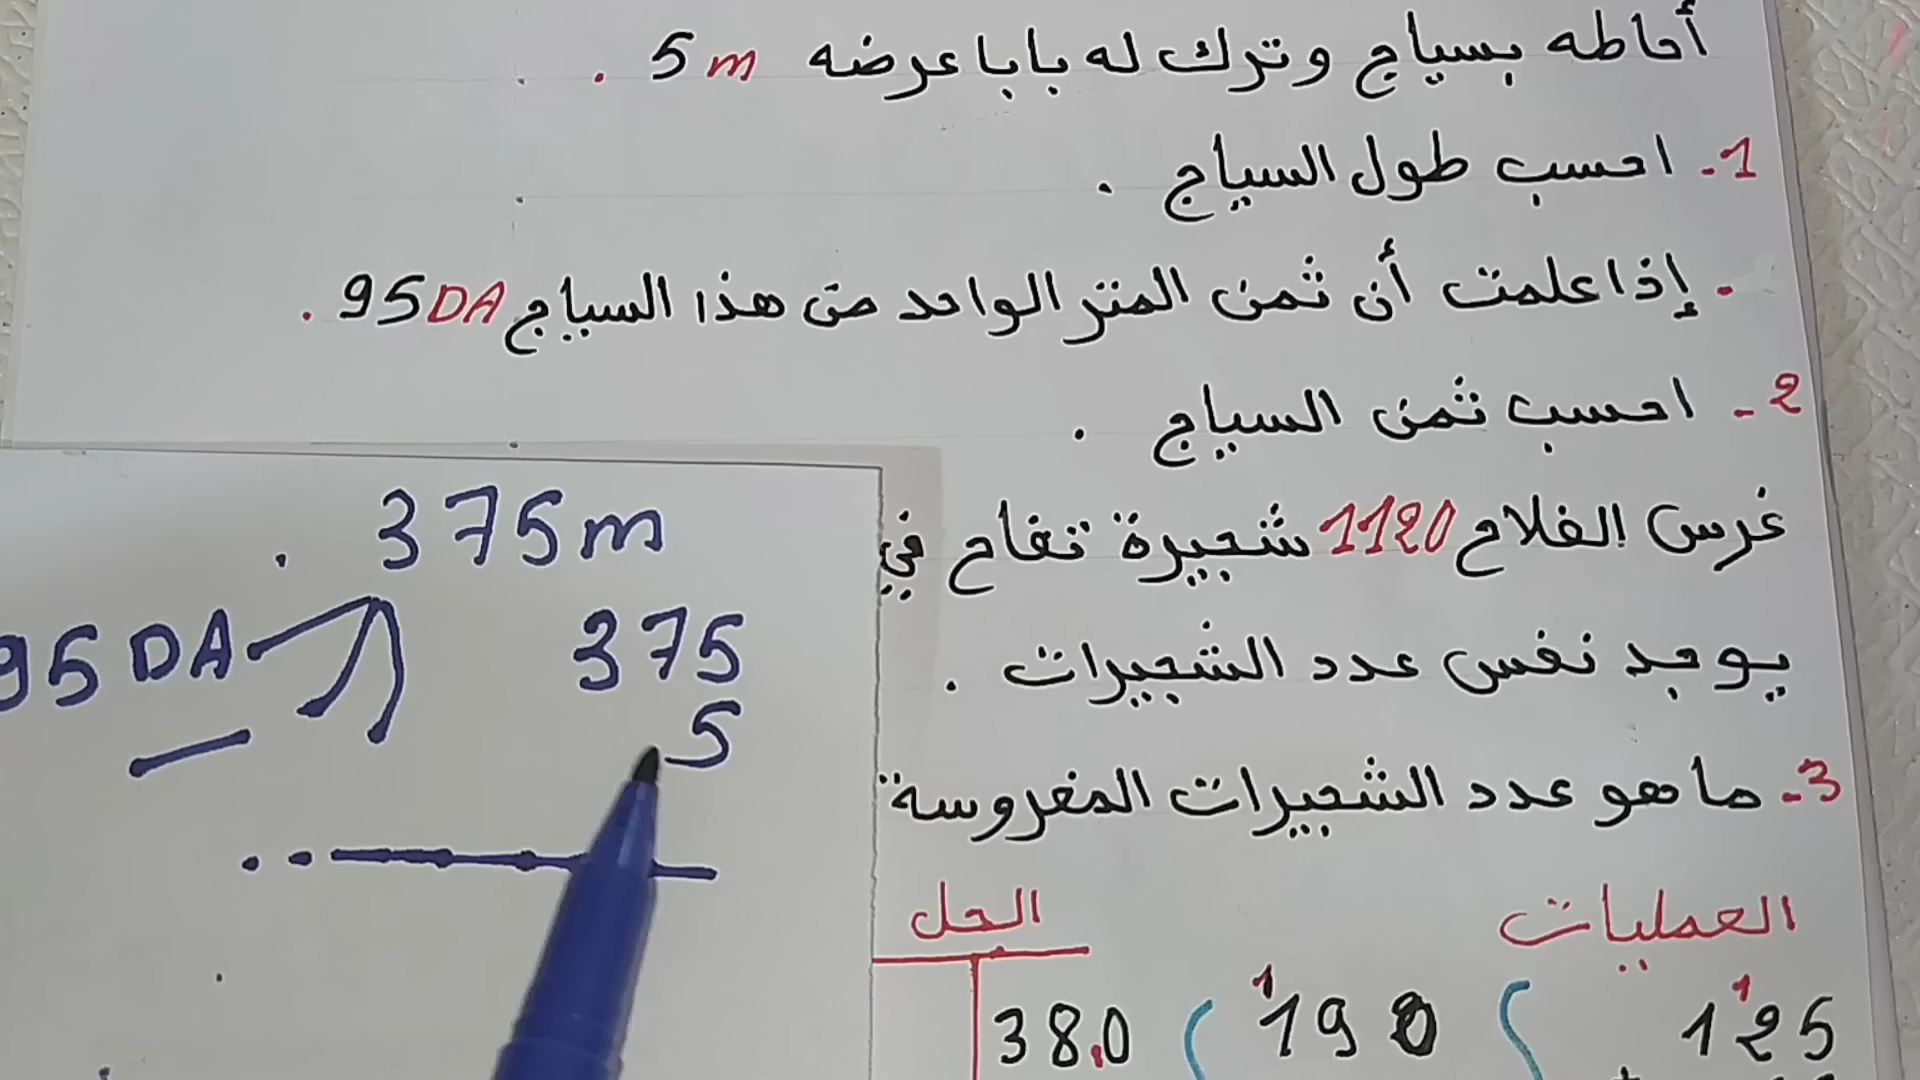 أحاطه بسياج وترك له بابا عرضه 5m .
1- احسب طول السياج .
- إذا علمت أن ثمن المتر الواحد من هذا السياج 95DA .
2- احسب ثمن السياج .
غرس الفلاح 1120 شجيرة تفاح في
يوجد نفس عدد الشجيرات .
3- ما هو عدد الشجيرات المغروسة
375m
95DA
375
5
العمليات
الحل
125
190
38.0